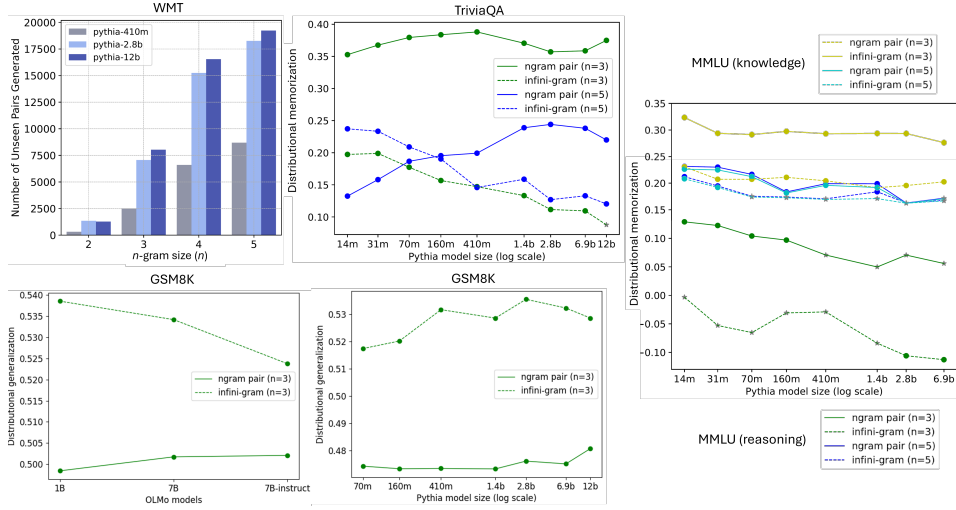 WMT
Number of Unseen Pairs Generated
20000
17500
15000
12500
10000
7500
5000
2500
0
pythia-410m
pythia-2.8b
pythia-12b
2 3 4 5
n-gram size (n)
TriviaQA
Distributional memorization
0.40
0.35
0.30
0.25
0.20
0.15
0.10
ngram pair (n=3)
infini-gram (n=3)
ngram pair (n=5)
infini-gram (n=5)
14m 31m 70m 160m 410m 1.4b 2.8b 6.9b 12b
Pythia model size (log scale)
MMLU (knowledge)
ngram pair (n=3)
infini-gram (n=3)
ngram pair (n=5)
infini-gram (n=5)
Distributional memorization
0.35
0.30
0.25
0.20
0.15
0.10
0.05
0.00
-0.05
-0.10
14m 31m 70m 160m 410m 1.4b 2.8b 6.9b
Pythia model size (log scale)
MMLU (reasoning)
ngram pair (n=3)
infini-gram (n=3)
ngram pair (n=5)
infini-gram (n=5)
GSM8K
Distributional generalization
0.540
0.535
0.530
0.525
0.520
0.515
0.510
0.505
0.500
ngram pair (n=3)
infini-gram (n=3)
1B 7B 7B-instruct
OLMo models
GSM8K
Distributional generalization
0.53
0.52
0.51
0.50
0.49
0.48
ngram pair (n=3)
infini-gram (n=3)
70m 160m 410m 1.4b 2.8b 6.9b 12b
Pythia model size (log scale)